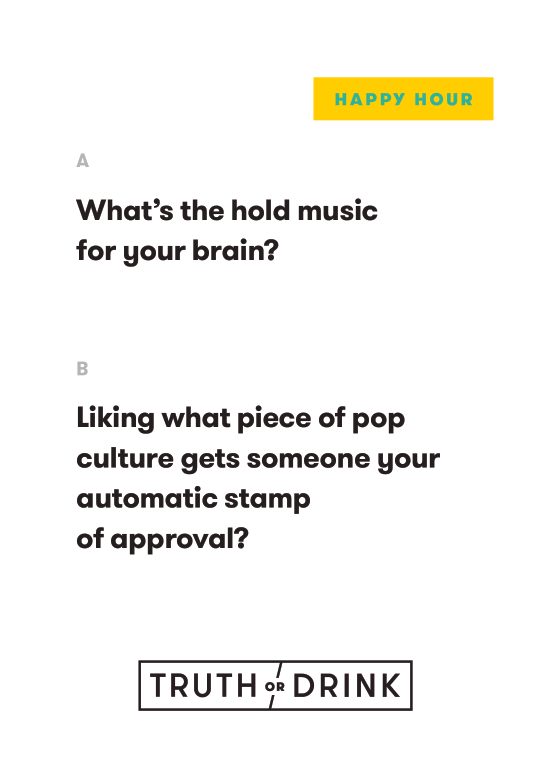 HAPPY HOUR
A
What’s the hold music
for your brain?
B
Liking what piece of pop
culture gets someone your
automatic stamp
of approval?
TRUTH OR DRINK